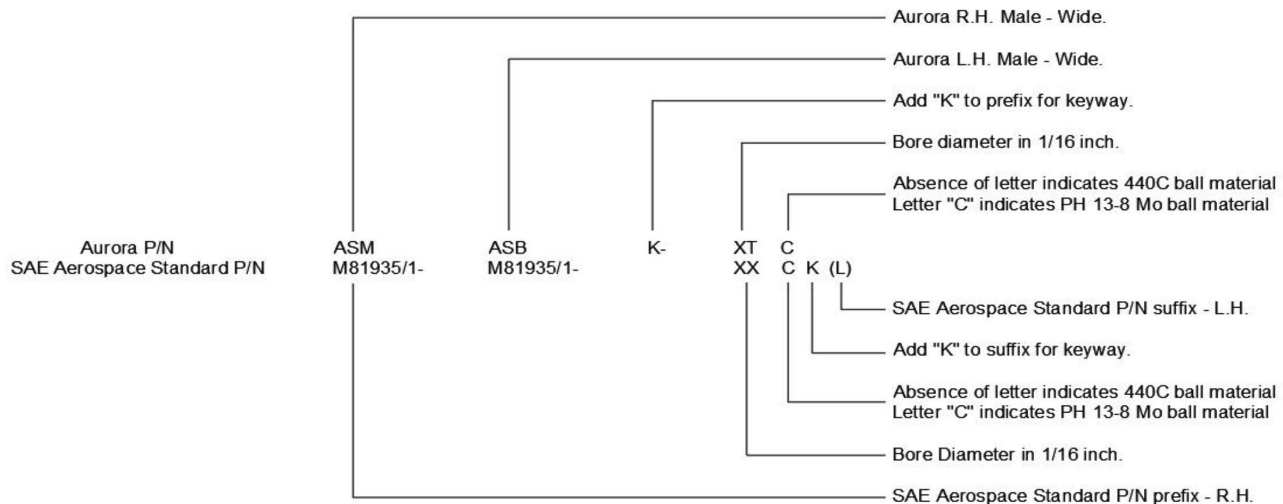 Aurora R.H. Male - Wide.
Aurora L.H. Male - Wide.
Add "K" to prefix for keyway.
Bore diameter in 1/16 inch.
Absence of letter indicates 440C ball material
Letter "C" indicates PH 13-8 Mo ball material
Aurora P/N ASM ASB K- XT C
SAE Aerospace Standard P/N M81935/1- M81935/1- XX C K (L)
SAE Aerospace Standard P/N suffix - L.H.
Add "K" to suffix for keyway.
Absence of letter indicates 440C ball material
Letter "C" indicates PH 13-8 Mo ball material
Bore Diameter in 1/16 inch.
SAE Aerospace Standard P/N prefix - R.H.